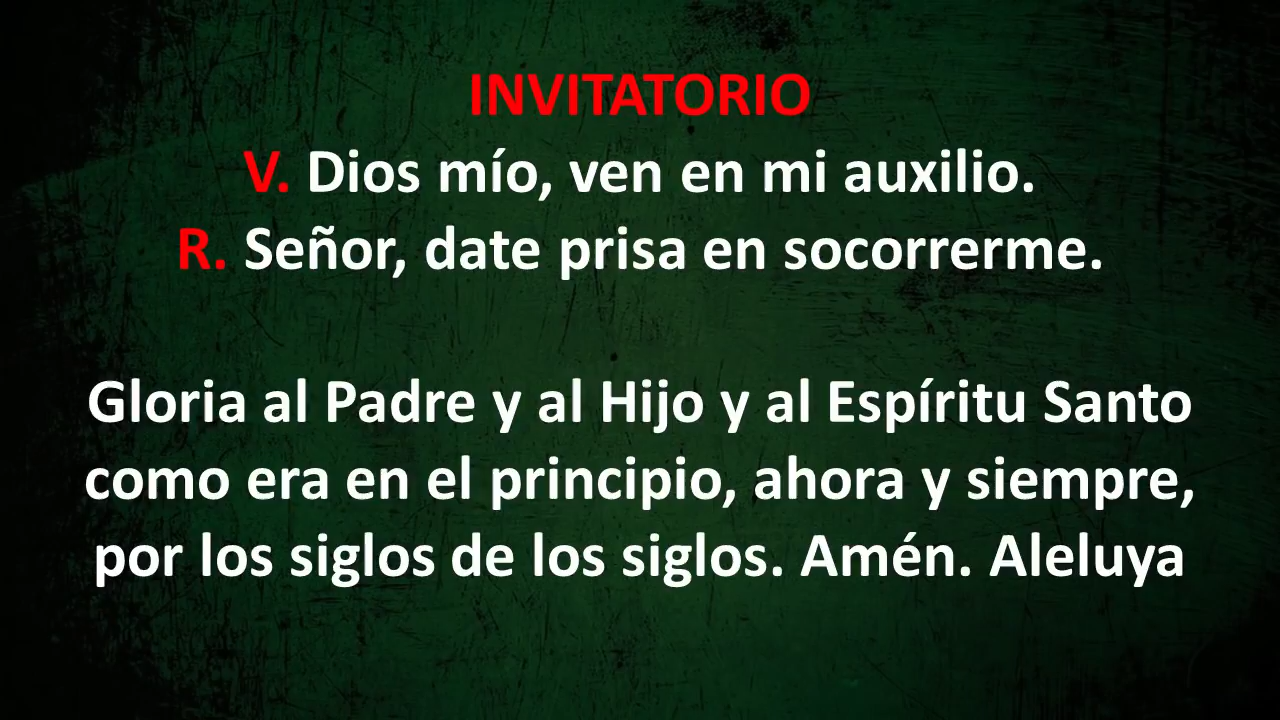 INVITATORIO
V. Dios mío, ven en mi auxilio.
R. Señor, date prisa en socorrerme.
Gloria al Padre y al Hijo y al Espíritu Santo
como era en el principio, ahora y siempre,
por los siglos de los siglos. Amén. Aleluya